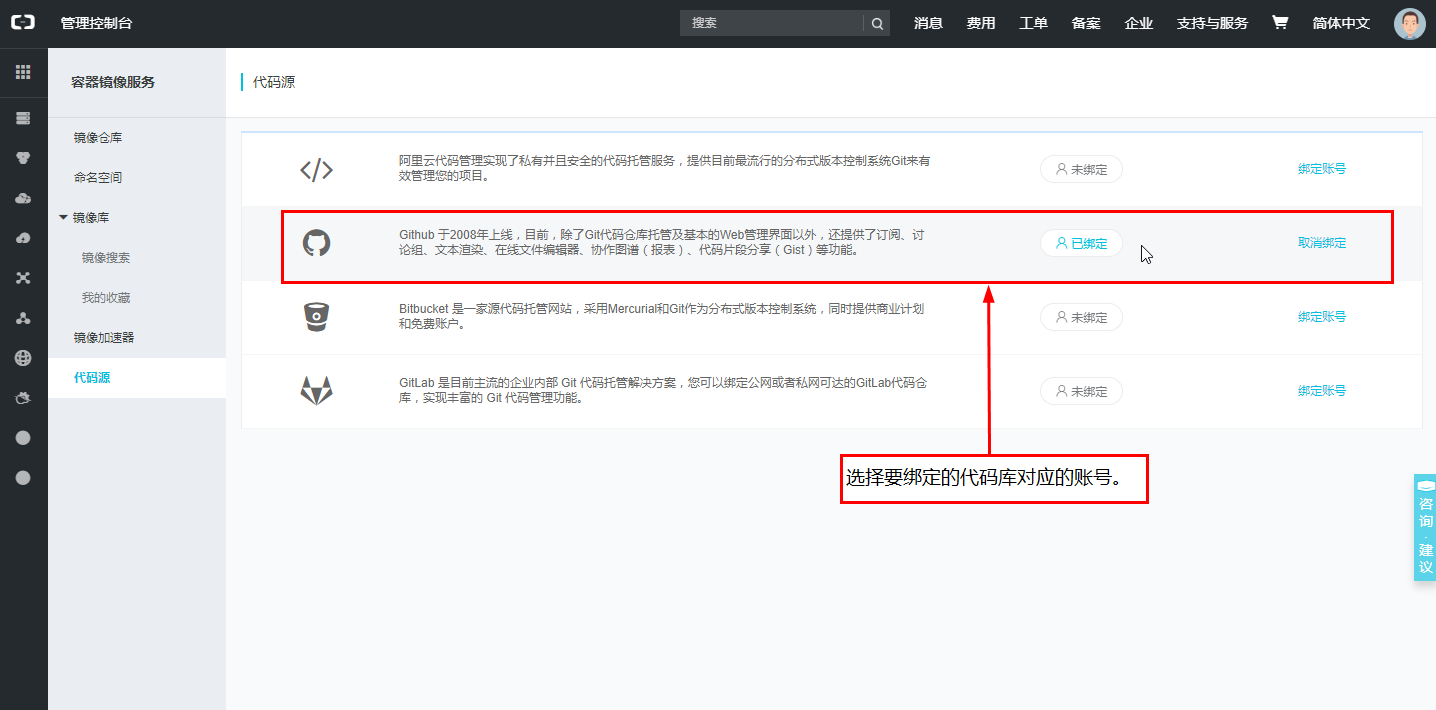 管理控制台
搜索
消息
费用
工单
备案
企业
支持与服务
简体中文
容器镜像服务
镜像仓库
命名空间
镜像库
镜像搜索
我的收藏
镜像加速器
代码源
代码源
阿里云代码管理实现了私有并且安全的代码托管服务，提供目前最流行的分布式版本控制系统Git来有
效管理您的项目。
未绑定
绑定账号
Github 于2008年上线，目前，除了Git代码仓库托管及基本的Web管理界面以外，还提供了订阅、讨
论组、文本渲染、在线文件编辑器、协作图谱（报表）、代码片段分享（Gist）等功能。
已绑定
取消绑定
Bitbucket 是一家源代码托管网站，采用Mercurial和Git作为分布式版本控制系统，同时提供商业计划
和免费账户。
未绑定
绑定账号
GitLab 是目前主流的企业内部 Git 代码托管解决方案，您可以绑定公网或者私网可达的GitLab代码仓
库，实现丰富的 Git 代码管理功能。
未绑定
绑定账号
选择要绑定的代码库对应的账号。
咨询·建议